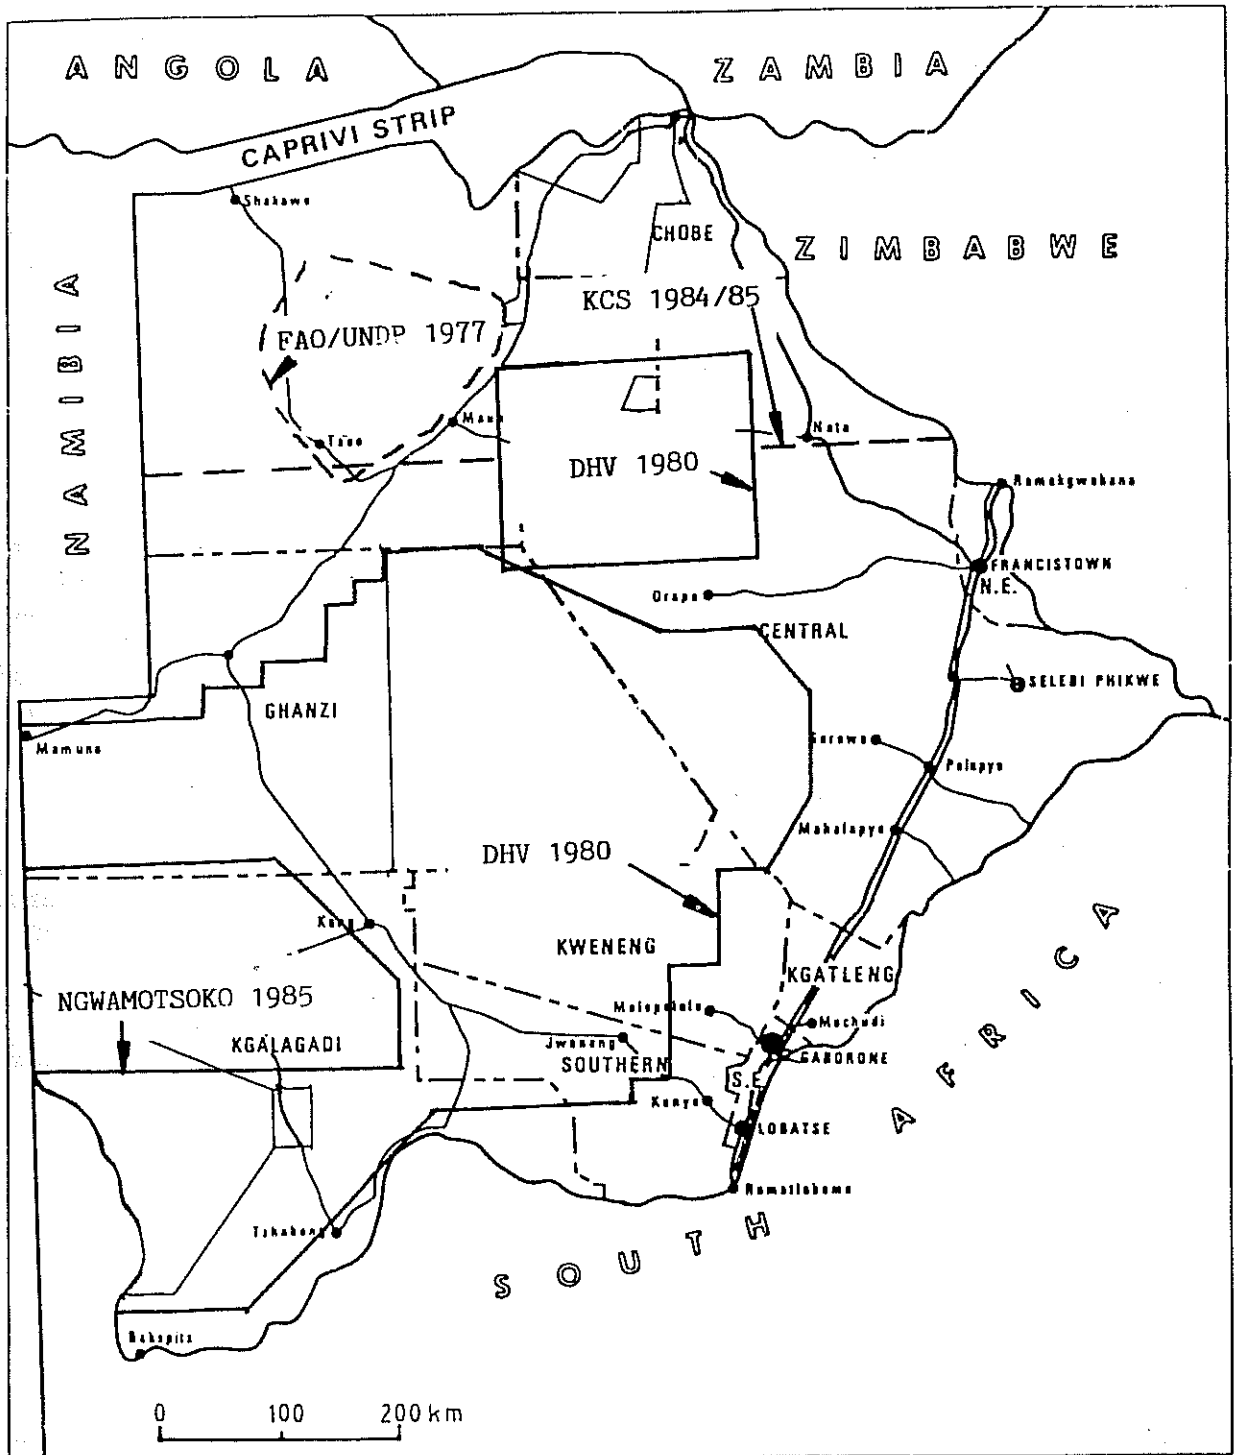 ANGOLA
ZAMBIA
CAPRIVI STRIP
Shakawe
CHOBE
ZIMBABWE
NAMIBIA
KCS 1984/85
FAO/UNDP 1977
Maun
Nata
Tsao
DHV 1980
Ramokgwebana
FRANCISTOWN
N.E.
Orapa
CENTRAL
SELEBI PHIKWE
GHANZI
Serowe
Mamuno
Palapye
Mahalapye
DHV 1980
Kang
KWENENG
KGATLENG
NGWAMOTSOKO 1985
Molepolole
Mochudi
KGALAGADI
Jwaneng
GABORONE
SOUTHERN
S.E.
Kanye
LOBATSE
Ramatlabama
Tshabong
SOUTH AFRICA
Bokspits
0 100 200 km